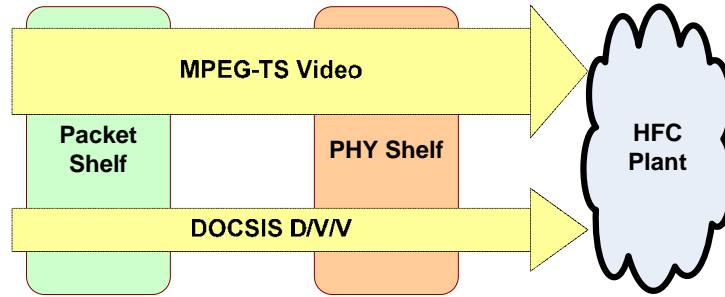 MPEG-TS Video
Packet
Shelf
PHY Shelf
HFC
Plant
DOCSIS D/V/V